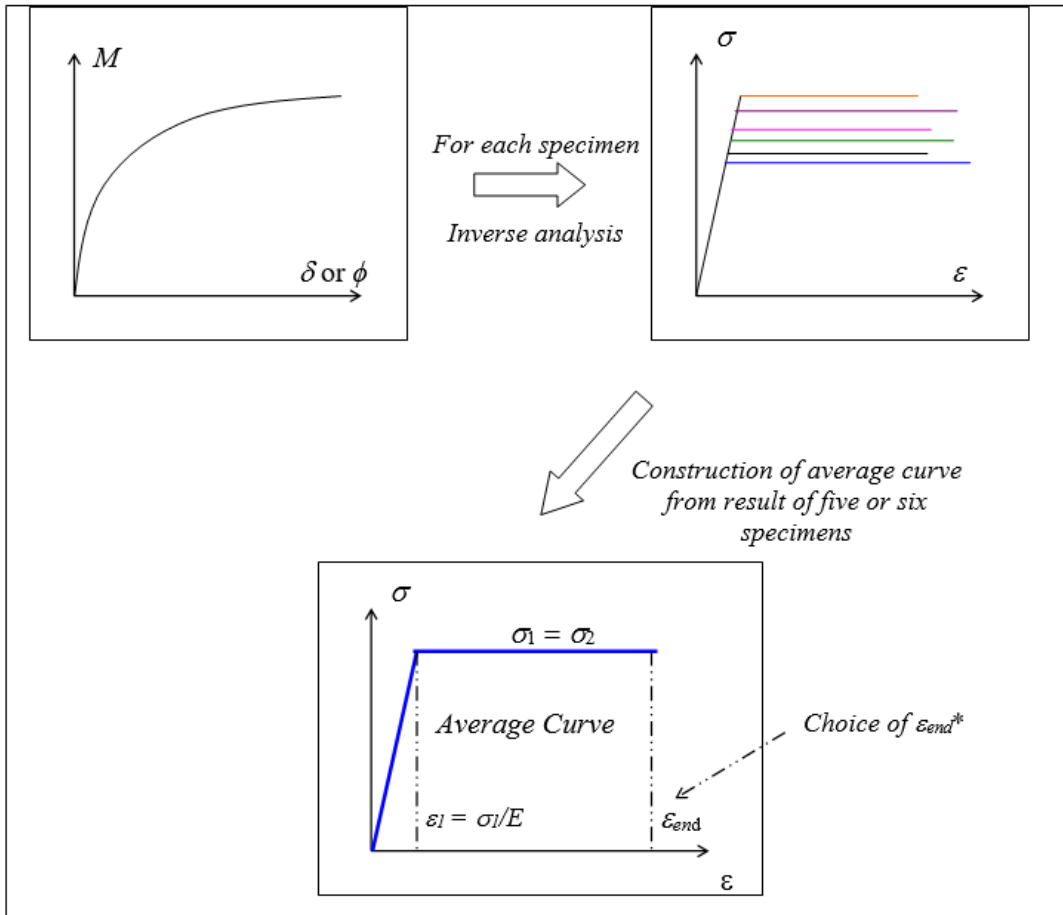 M
δ or ϕ
For each specimen
Inverse analysis
σ
ε
Construction of average curve
from result of five or six
specimens
σ
σ1 = σ2
Average Curve
ε1 = σ1/E
εend
ε
Choice of εend*